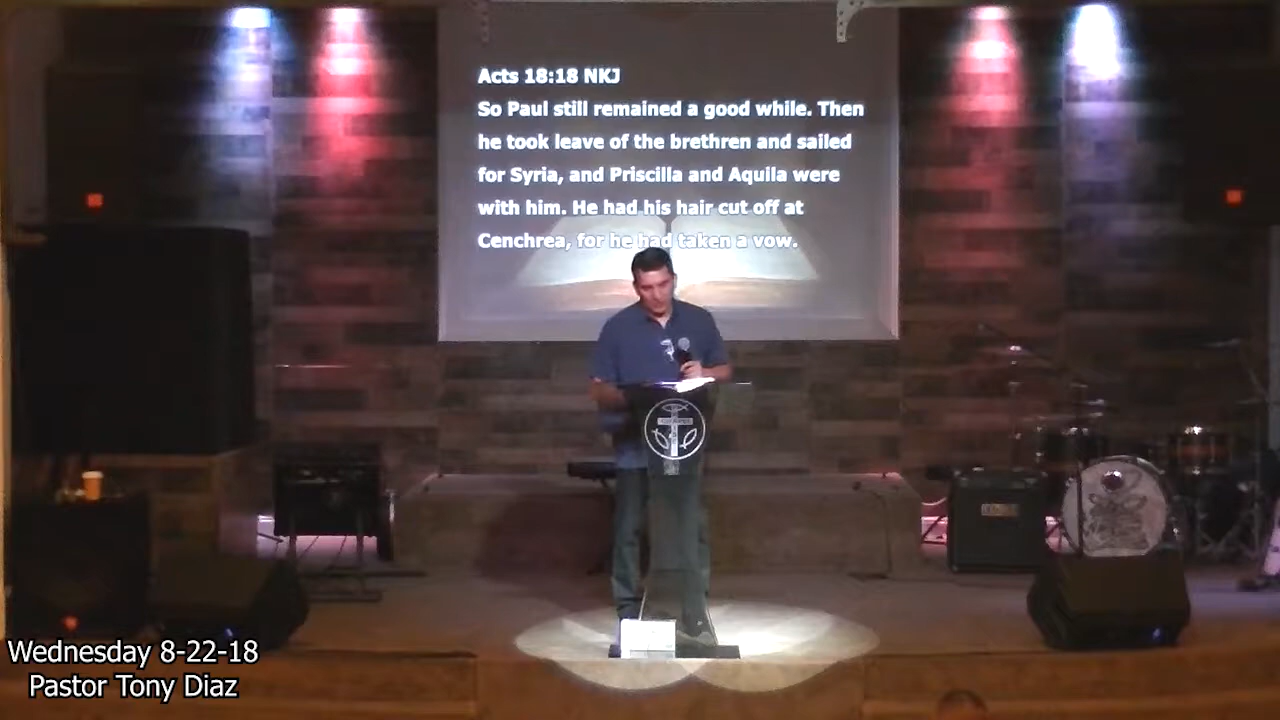 Acts 18:18 NKJ
So Paul still remained a good while. Then
he took leave of the brethren and sailed
for Syria, and Priscilla and Aquila were
with him. He had his hair cut off at
Cenchrea, for he had taken a vow.
Wednesday 8-22-18
Pastor Tony Diaz